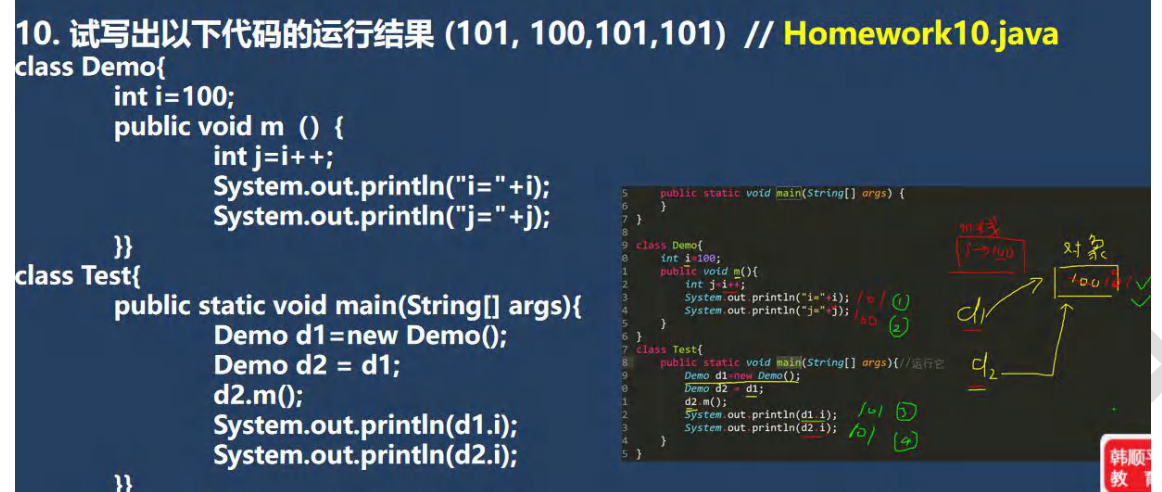 10. 试写出以下代码的运行结果 (101, 100,101,101) // Homework10.java
class Demo{
int i=100;
public void m () {
int j=i++;
System.out.println("i="+i);
System.out.println("j="+j);
}}
class Test{
public static void main(String[] args){
Demo d1=new Demo();
Demo d2 = d1;
d2.m();
System.out.println(d1.i);
System.out.println(d2.i);
}}
5 public static void main(String[] args) {
6 }
7 }
8
9 class Demo{
0 int i=100;
1 public void m(){
2 int j=i++;
3 System.out.println("i="+i); 101 ①
4 System.out.println("j="+j); 100 ②
5 }
6 }
7 class Test{
8 public static void main(String[] args){//运行它
9 Demo d1=new Demo();
0 Demo d2 = d1;
1 d2.m();
2 System.out.println(d1.i); 101 ③
3 System.out.println(d2.i); 101 ④
4 }
5 }
对象
d1
d2
韩顺平
教 育